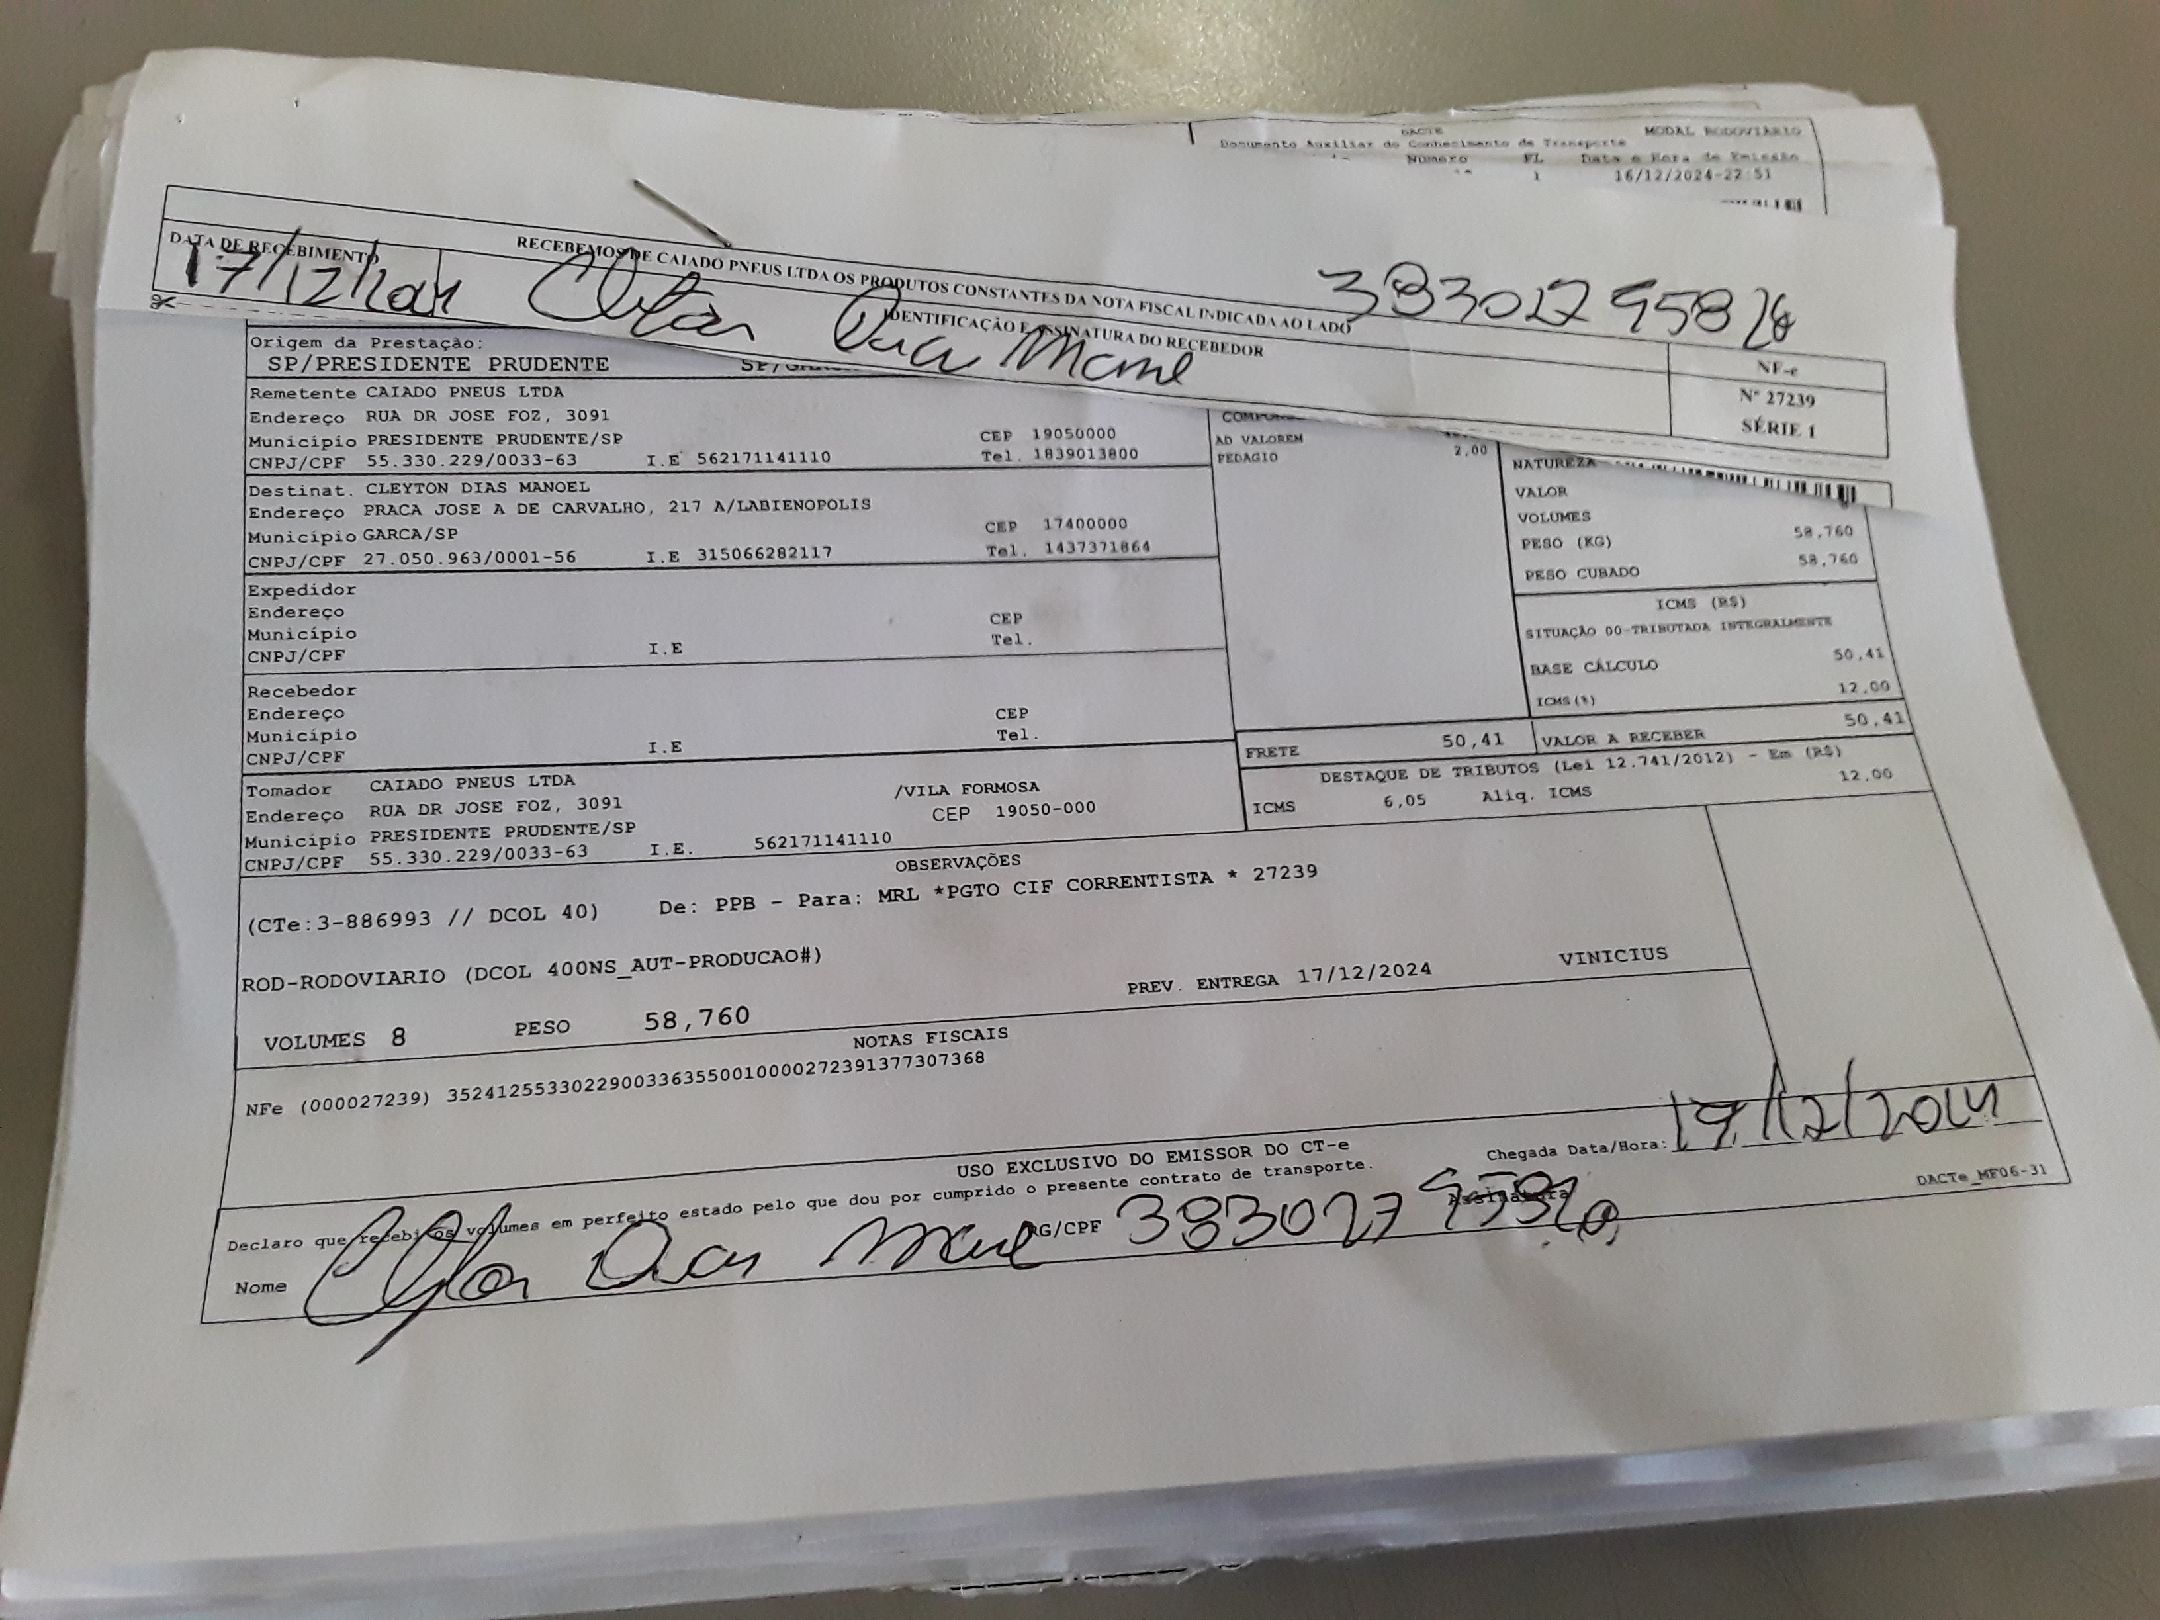 DACTE MODAL RODOVIÁRIO
Documento Auxiliar do Conhecimento de Transporte
Número FL Data e Hora de Emissão
1 16/12/2024-22:51
RECEBEMOS DE CAIADO PNEUS LTDA OS PRODUTOS CONSTANTES DA NOTA FISCAL INDICADA AO LADO
DATA DE RECEBIMENTO
IDENTIFICAÇÃO E ASSINATURA DO RECEBEDOR
17/12/2024
NF-e
Nº 27239
SÉRIE 1
Origem da Prestação:
SP/PRESIDENTE PRUDENTE
Remetente CAIADO PNEUS LTDA
Endereço RUA DR JOSE FOZ, 3091
Município PRESIDENTE PRUDENTE/SP CEP 19050000
CNPJ/CPF 55.330.229/0033-63 I.E 562171141110 Tel. 1839013800
Destinat. CLEYTON DIAS MANOEL
Endereço PRACA JOSE A DE CARVALHO, 217 A/LABIENOPOLIS
Município GARCA/SP CEP 17400000
CNPJ/CPF 27.050.963/0001-56 I.E 315066282117 Tel. 1437371864
Expedidor
Endereço
Município CEP
CNPJ/CPF I.E Tel.
Recebedor
Endereço
Município CEP
CNPJ/CPF I.E Tel.
Tomador CAIADO PNEUS LTDA
Endereço RUA DR JOSE FOZ, 3091 /VILA FORMOSA
Município PRESIDENTE PRUDENTE/SP CEP 19050-000
CNPJ/CPF 55.330.229/0033-63 I.E. 562171141110
AD VALOREM
PEDAGIO 2,00
NATUREZA
VALOR
VOLUMES
PESO (KG) 58,760
PESO CUBADO 58,760
ICMS (R$)
SITUAÇÃO 00-TRIBUTADA INTEGRALMENTE
BASE CÁLCULO 50,41
ICMS(%) 12,00
FRETE 50,41 VALOR A RECEBER 50,41
DESTAQUE DE TRIBUTOS (Lei 12.741/2012) - Em (R$)
ICMS 6,05 Aliq. ICMS 12,00
OBSERVAÇÕES
(CTe:3-886993 // DCOL 40) De: PPB - Para: MRL *PGTO CIF CORRENTISTA * 27239
ROD-RODOVIARIO (DCOL 400NS_AUT-PRODUCAO#)
PREV. ENTREGA 17/12/2024 VINICIUS
VOLUMES 8 PESO 58,760
NOTAS FISCAIS
NFe (000027239) 35241255330229003363550010000272391377307368
USO EXCLUSIVO DO EMISSOR DO CT-e
Declaro que recebi os volumes em perfeito estado pelo que dou por cumprido o presente contrato de transporte.
Chegada Data/Hora: 17/12/2024
Nome RG/CPF Assinatura
DACTe_MF06-31